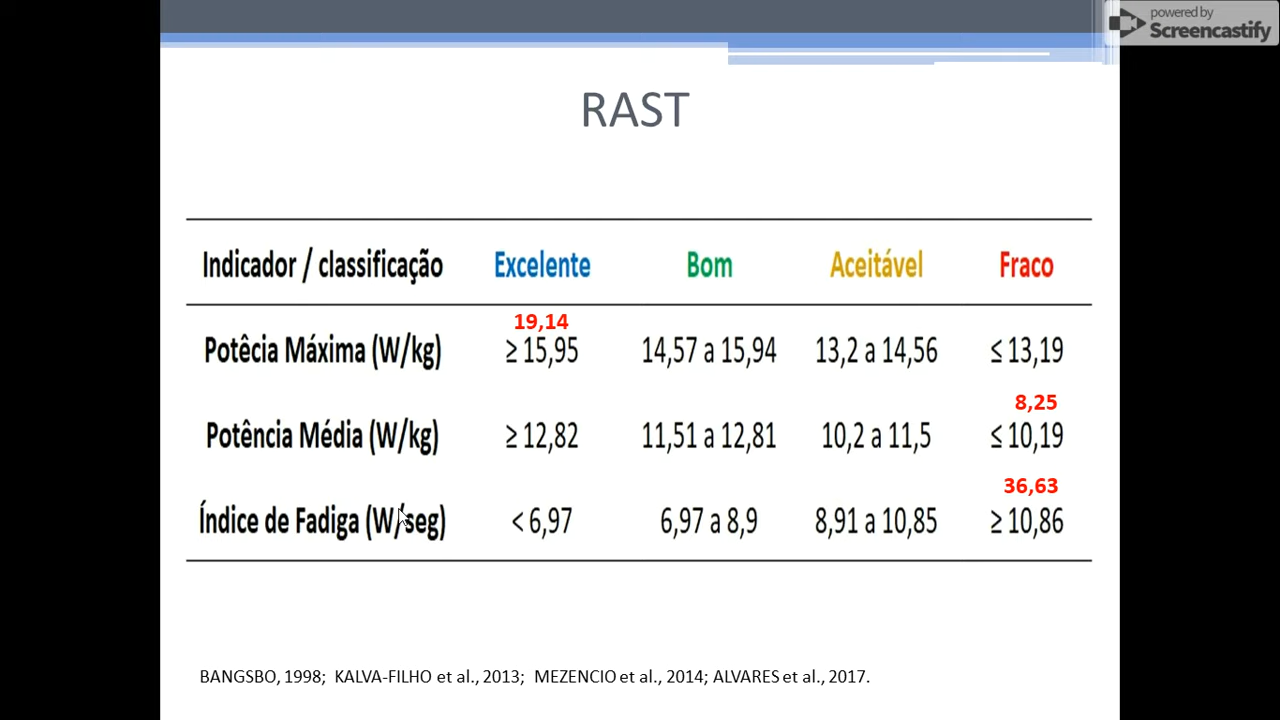 powered by
Screencastify
RAST
Indicador / classificação Excelente Bom Aceitável Fraco
19,14
Potêcia Máxima (W/kg) ≥ 15,95 14,57 a 15,94 13,2 a 14,56 ≤ 13,19
8,25
Potência Média (W/kg) ≥ 12,82 11,51 a 12,81 10,2 a 11,5 ≤ 10,19
36,63
Índice de Fadiga (W/seg) < 6,97 6,97 a 8,9 8,91 a 10,85 ≥ 10,86
BANGSBO, 1998; KALVA-FILHO et al., 2013; MEZENCIO et al., 2014; ALVARES et al., 2017.